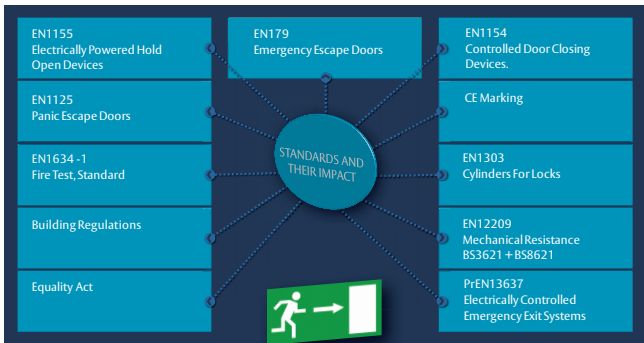 EN1155
Electrically Powered Hold
Open Devices
EN179
Emergency Escape Doors
EN1154
Controlled Door Closing
Devices.
EN1125
Panic Escape Doors
CE Marking
STANDARDS AND
THEIR IMPACT
EN1634 -1
Fire Test, Standard
EN1303
Cylinders For Locks
Building Regulations
EN12209
Mechanical Resistance
BS3621 + BS8621
Equality Act
PrEN13637
Electrically Controlled
Emergency Exit Systems